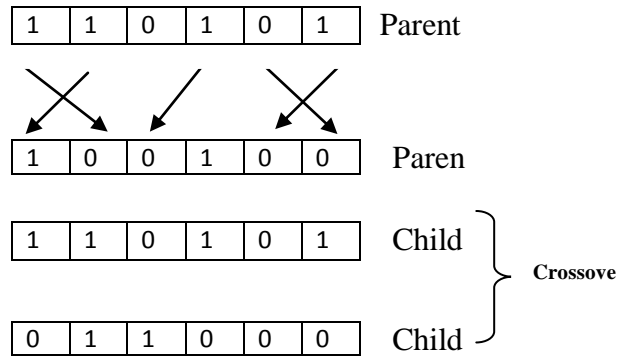 1 1 0 1 0 1 Parent
1 0 0 1 0 0 Paren
1 1 0 1 0 1 Child
Crossove
0 1 1 0 0 0 Child